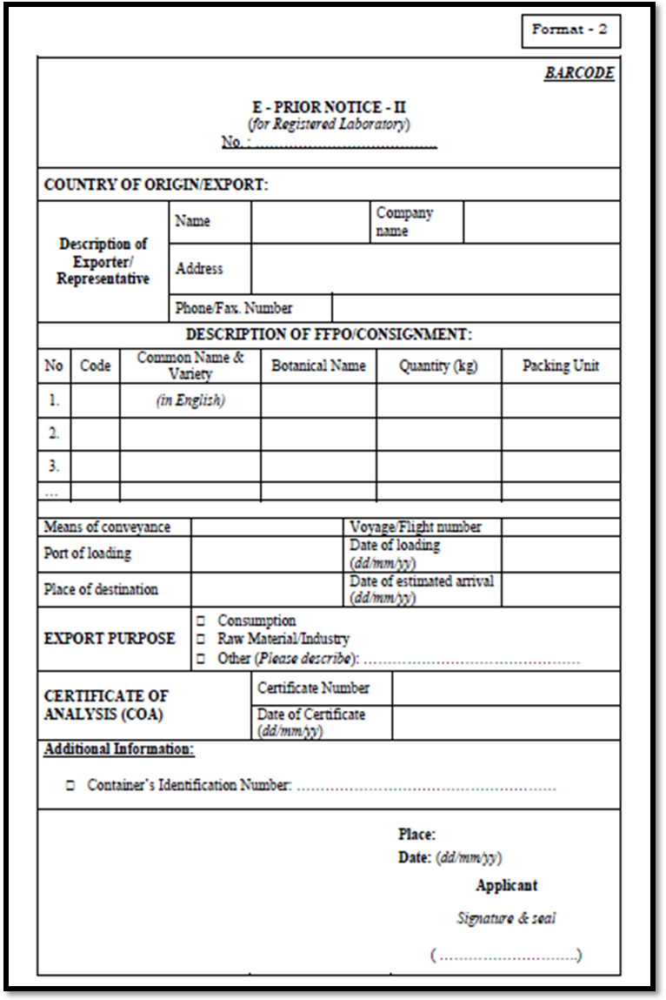 Format - 2
BARCODE
E - PRIOR NOTICE - II
(for Registered Laboratory)
No. : ......................................
COUNTRY OF ORIGIN/EXPORT:
Description of
Exporter/
Representative
Name
Company
name
Address
Phone/Fax. Number
DESCRIPTION OF FFPO/CONSIGNMENT:
No Code Common Name &
Variety Botanical Name Quantity (kg) Packing Unit
1. (in English)
2.
3.
...
Means of conveyance Voyage/Flight number
Port of loading Date of loading
(dd/mm/yy)
Place of destination Date of estimated arrival
(dd/mm/yy)
EXPORT PURPOSE
□ Consumption
□ Raw Material/Industry
□ Other (Please describe): ……………………………………
CERTIFICATE OF
ANALYSIS (COA)
Certificate Number
Date of Certificate
(dd/mm/yy)
Additional Information:
□ Container's Identification Number: ……………………………………………
Place:
Date: (dd/mm/yy)
Applicant
Signature & seal
( …………………………..)